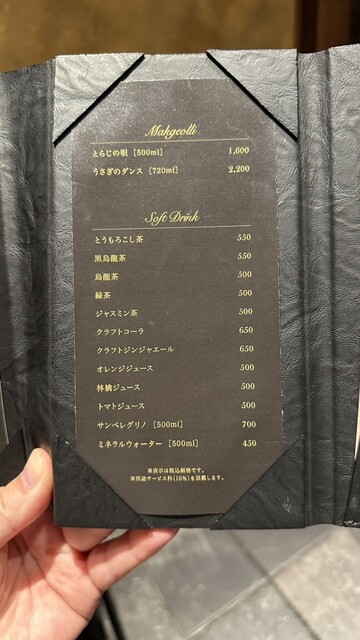 Makgeolli
とらじの唄 [500ml] 1,600
うさぎのダンス [720ml] 2,200
Soft Drink
とうもろこし茶 550
黒烏龍茶 550
烏龍茶 500
緑茶 500
ジャスミン茶 500
クラフトコーラ 650
クラフトジンジャエール 650
オレンジジュース 500
林檎ジュース 500
トマトジュース 500
サンペレグリノ [500ml] 700
ミネラルウォーター [500ml] 450
※表示は税込価格です。
※別途サービス料(10%)を頂戴します。